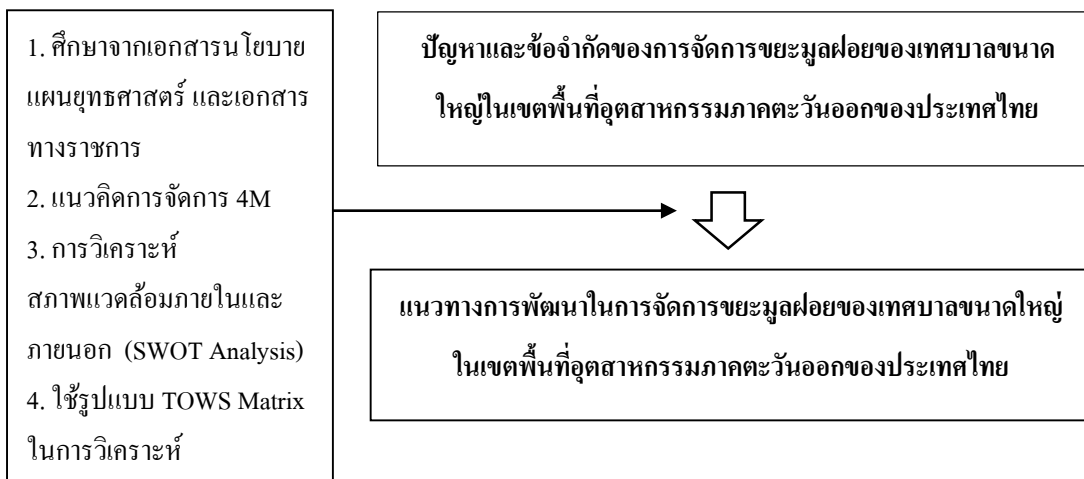 1. ศึกษาจากเอกสารนโยบาย
แผนยุทธศาสตร์ และเอกสาร
ทางราชการ
2. แนวคิดการจัดการ 4M
3. การวิเคราะห์
สภาพแวดล้อมภายในและ
ภายนอก (SWOT Analysis)
4. ใช้รูปแบบ TOWS Matrix
ในการวิเคราะห์
ปัญหาและข้อจำกัดของการจัดการขยะมูลฝอยของเทศบาลขนาด
ใหญ่ในเขตพื้นที่อุตสาหกรรมภาคตะวันออกของประเทศไทย
แนวทางการพัฒนาในการจัดการขยะมูลฝอยของเทศบาลขนาดใหญ่
ในเขตพื้นที่อุตสาหกรรมภาคตะวันออกของประเทศไทย